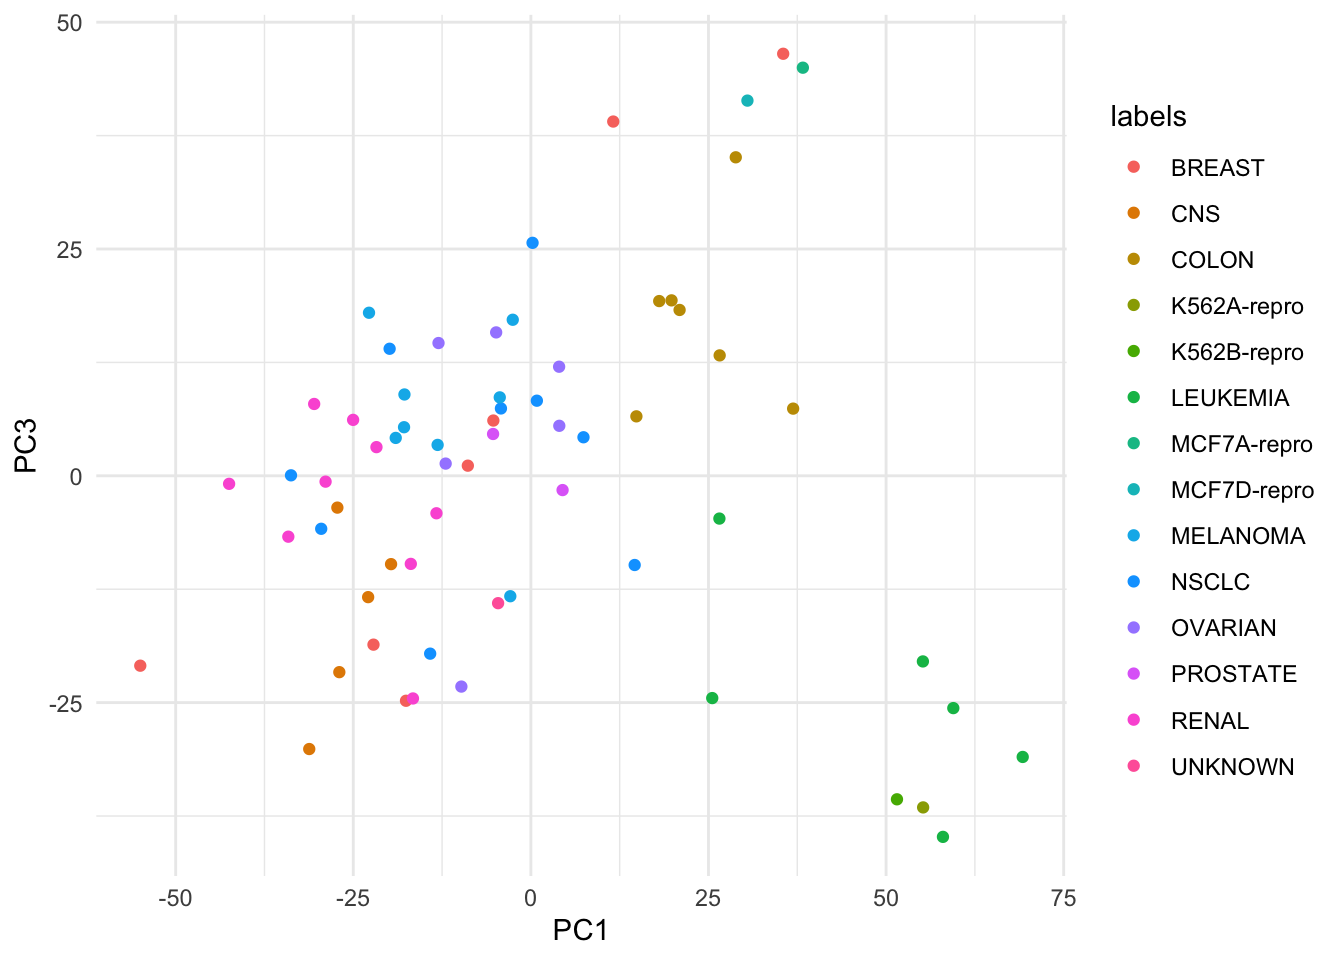 50
25
0
-25
PC3
-50
-25
0
25
50
75
PC1
labels
BREAST
CNS
COLON
K562A-repro
K562B-repro
LEUKEMIA
MCF7A-repro
MCF7D-repro
MELANOMA
NSCLC
OVARIAN
PROSTATE
RENAL
UNKNOWN